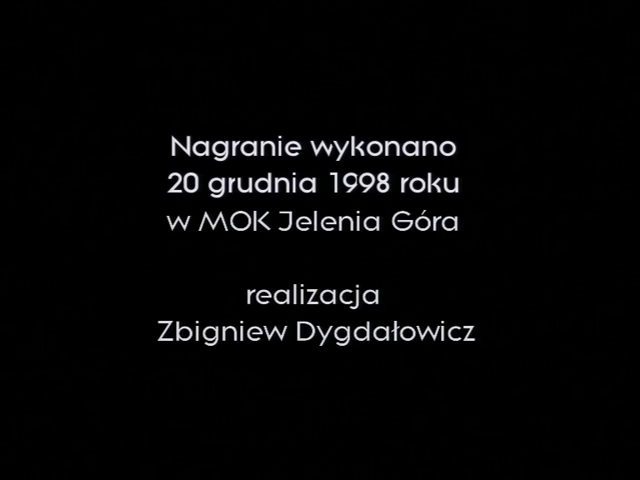 Nagranie wykonano
20 grudnia 1998 roku
w MOK Jelenia Góra
realizacja
Zbigniew Dygdałowicz